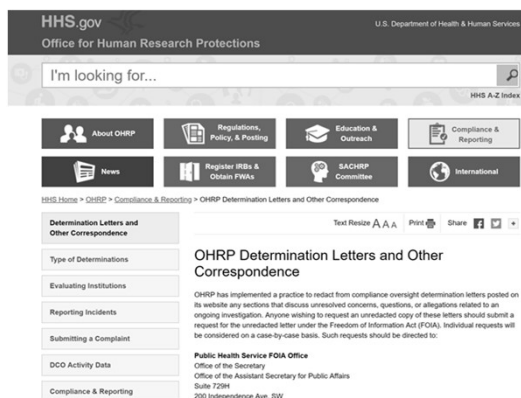 HHS.gov
U.S. Department of Health & Human Services
Office for Human Research Protections
I'm looking for...
HHS A-Z Index
About OHRP
Regulations,
Policy, & Posting
Education &
Outreach
Compliance &
Reporting
News
Register IRBs &
Obtain FWAs
SACHRP
Committee
International
HHS Home > OHRP > Compliance & Reporting > OHRP Determination Letters and Other Correspondence
Determination Letters and
Other Correspondence
Type of Determinations
Evaluating Institutions
Reporting Incidents
Submitting a Complaint
DCO Activity Data
Compliance & Reporting
Text Resize A A A Print Share
OHRP Determination Letters and Other
Correspondence
OHRP has implemented a practice to redact from compliance oversight determination letters posted on
its website any sections that discuss unresolved concerns, questions, or allegations related to an
ongoing investigation. Anyone wishing to request an unredacted copy of these letters should submit a
request for the unredacted letter under the Freedom of Information Act (FOIA). Individual requests will
be considered on a case-by-case basis. Such requests should be directed to:
Public Health Service FOIA Office
Office of the Secretary
Office of the Assistant Secretary for Public Affairs
Suite 729H
200 Independence Ave, SW